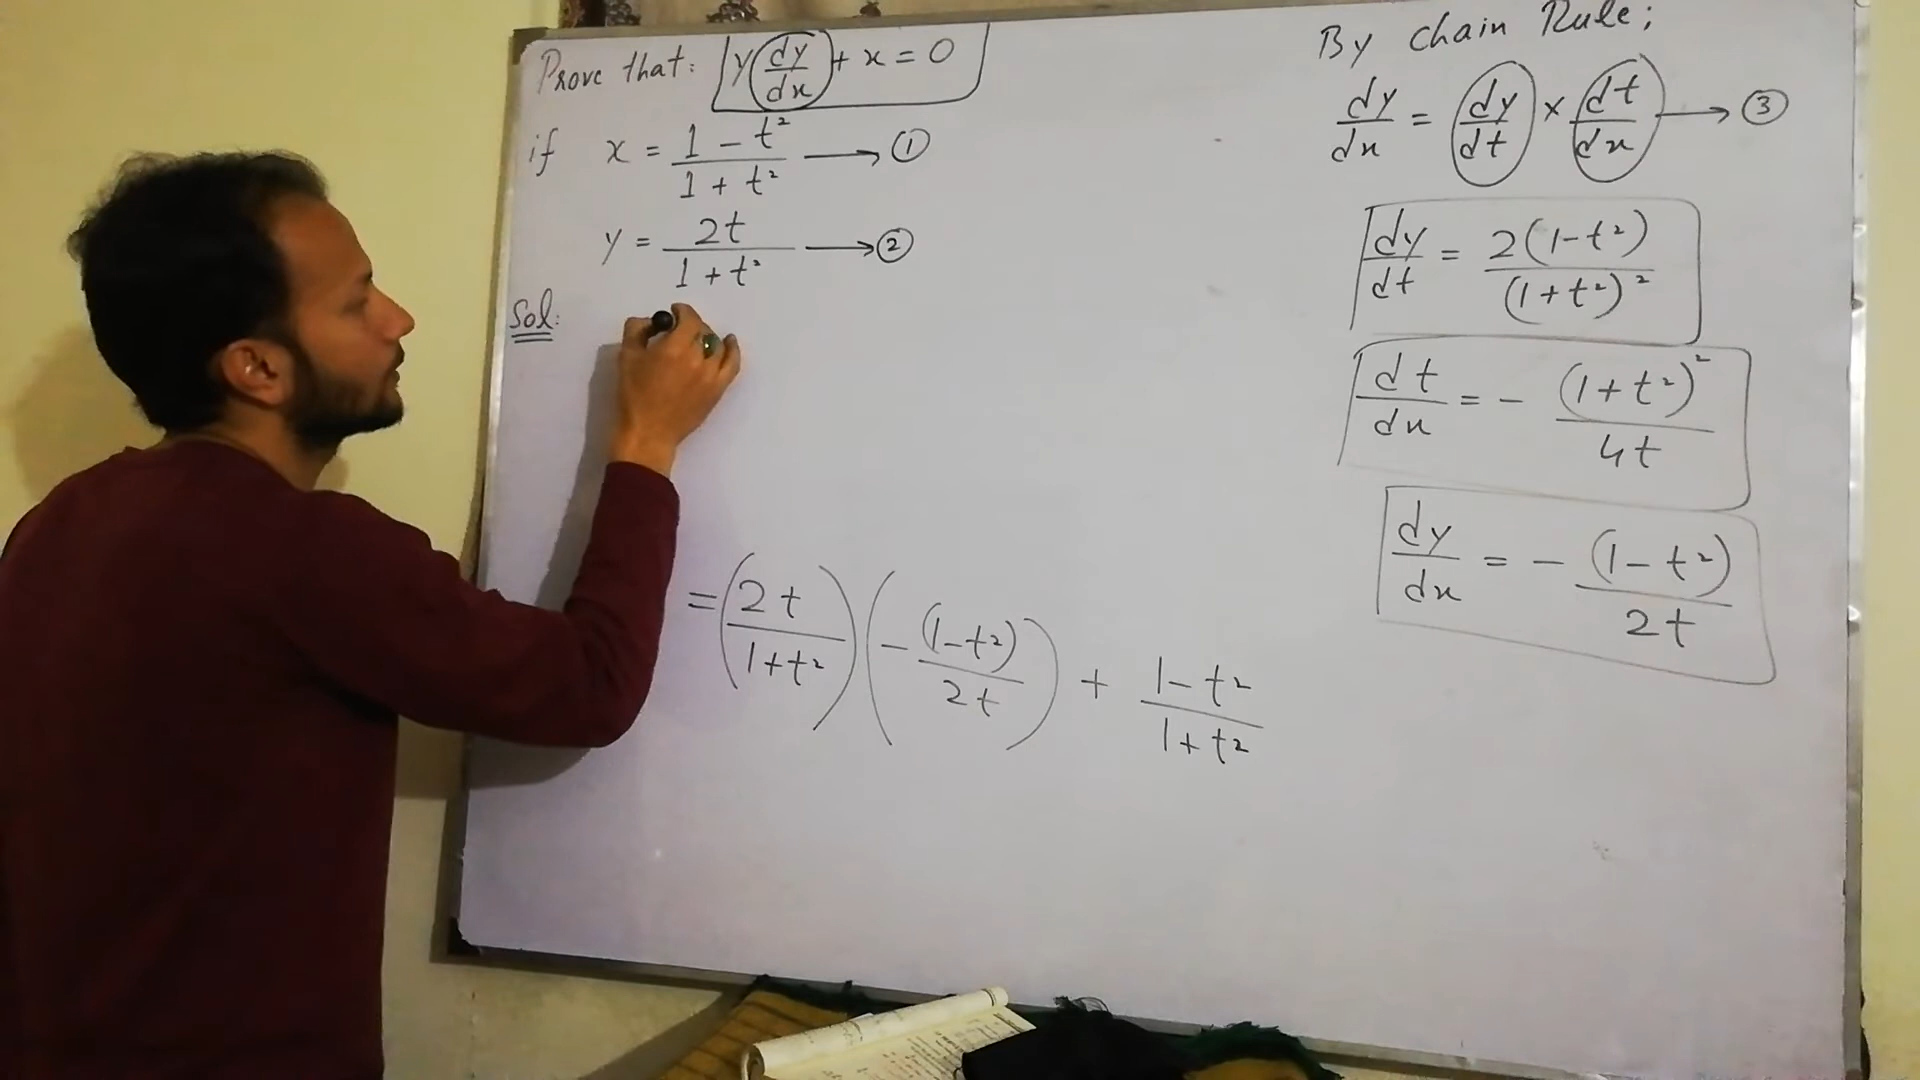 Prove that: y dy/dx + x = 0
if x = 1 - t² / 1 + t² → ①
y = 2t / 1 + t² → ②
Sol:
= (2t / 1+t²) (- (1-t²) / 2t) + 1-t² / 1+t²
By chain Rule;
dy/dx = dy/dt × dt/dx → ③
dy/dt = 2(1-t²) / (1+t²)²
dt/dx = - (1+t²)² / 4t
dy/dx = - (1-t²) / 2t